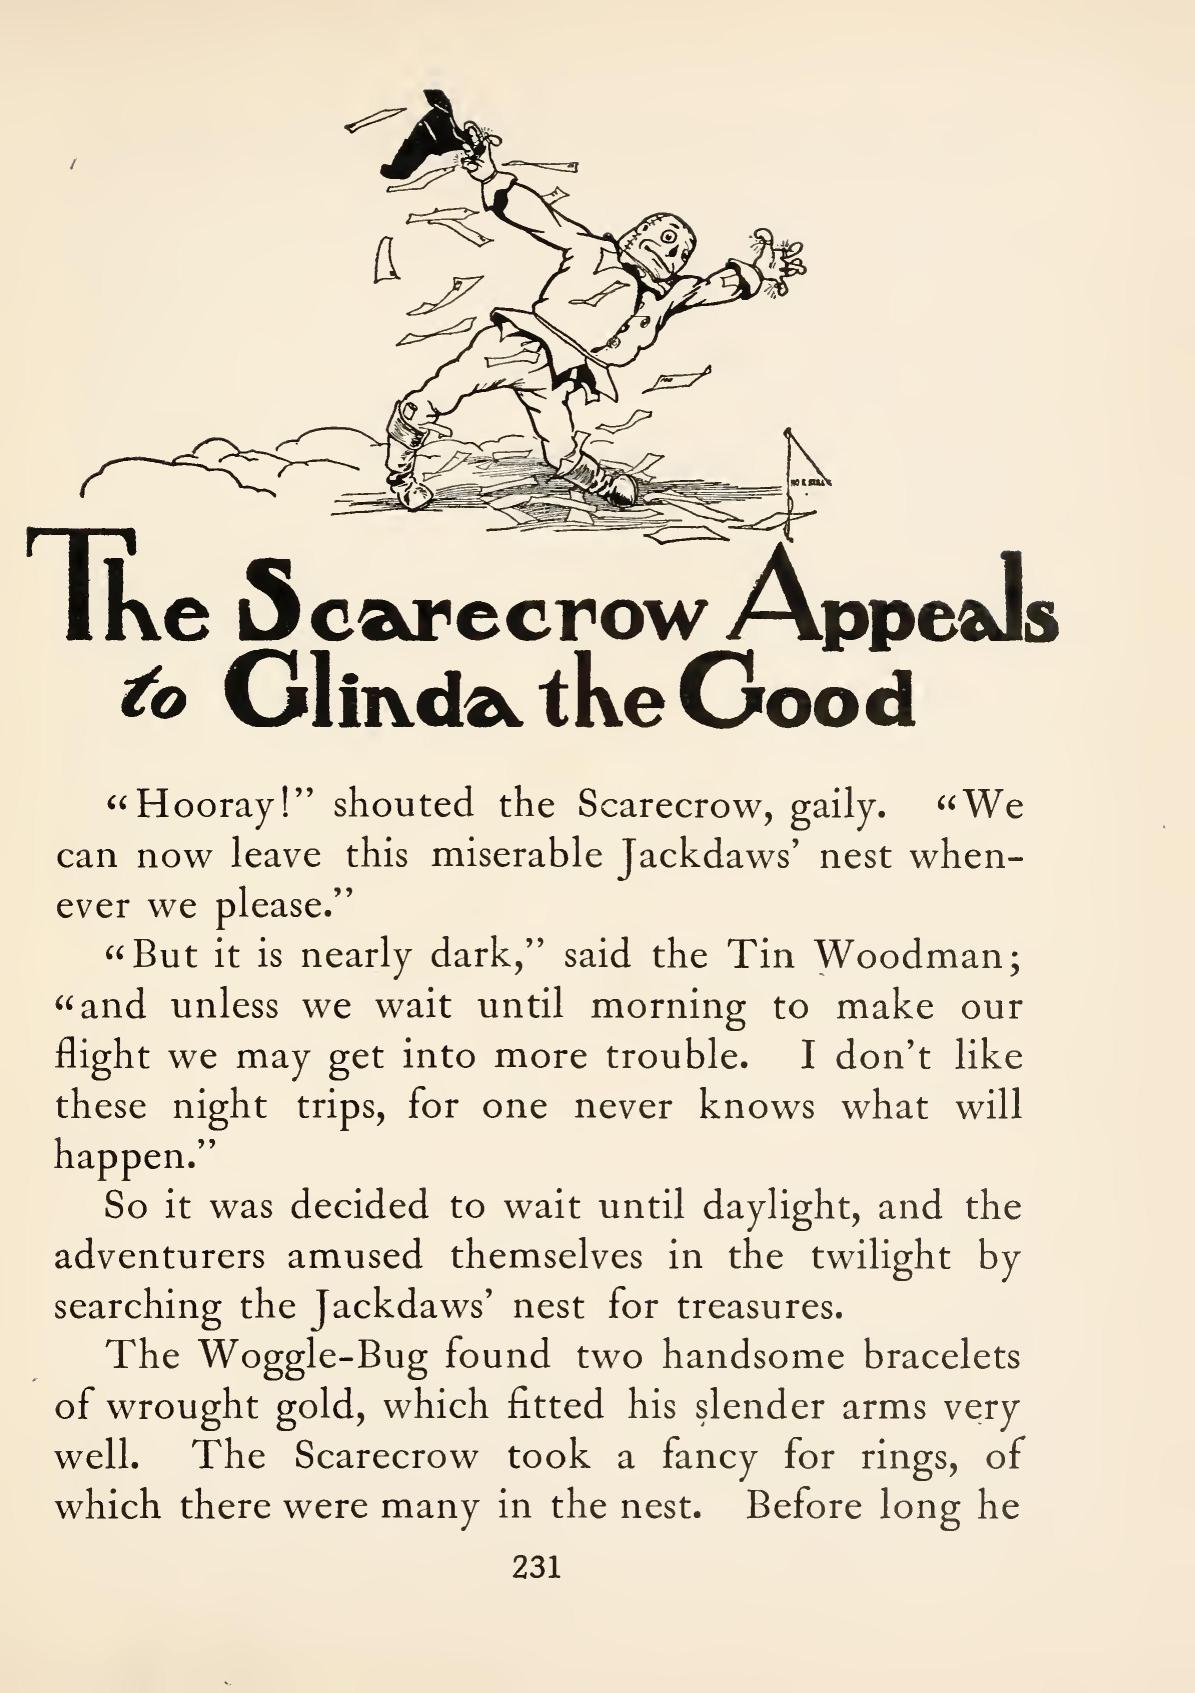 The Scarecrow Appeals
to Glinda the Good
“Hooray!” shouted the Scarecrow, gaily. “We
can now leave this miserable Jackdaws’ nest when-
ever we please.”
“But it is nearly dark,” said the Tin Woodman;
“and unless we wait until morning to make our
flight we may get into more trouble. I don’t like
these night trips, for one never knows what will
happen.”
So it was decided to wait until daylight, and the
adventurers amused themselves in the twilight by
searching the Jackdaws’ nest for treasures.
The Woggle-Bug found two handsome bracelets
of wrought gold, which fitted his slender arms very
well. The Scarecrow took a fancy for rings, of
which there were many in the nest. Before long he
231